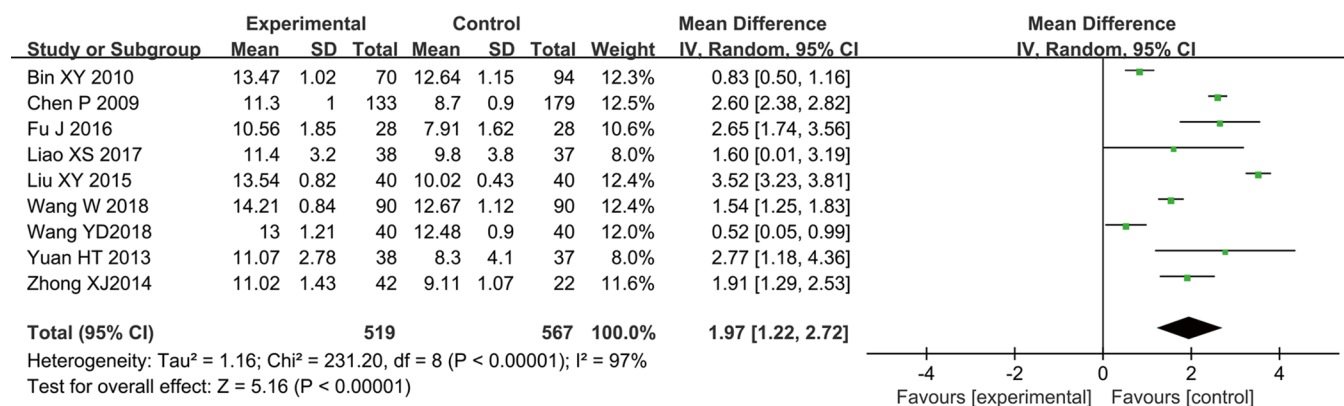 Experimental Control Mean Difference Mean Difference
Study or Subgroup Mean SD Total Mean SD Total Weight IV, Random, 95% CI IV, Random, 95% CI
Bin XY 2010 13.47 1.02 70 12.64 1.15 94 12.3% 0.83 [0.50, 1.16]
Chen P 2009 11.3 1 133 8.7 0.9 179 12.5% 2.60 [2.38, 2.82]
Fu J 2016 10.56 1.85 28 7.91 1.62 28 10.6% 2.65 [1.74, 3.56]
Liao XS 2017 11.4 3.2 38 9.8 3.8 37 8.0% 1.60 [0.01, 3.19]
Liu XY 2015 13.54 0.82 40 10.02 0.43 40 12.4% 3.52 [3.23, 3.81]
Wang W 2018 14.21 0.84 90 12.67 1.12 90 12.4% 1.54 [1.25, 1.83]
Wang YD2018 13 1.21 40 12.48 0.9 40 12.0% 0.52 [0.05, 0.99]
Yuan HT 2013 11.07 2.78 38 8.3 4.1 37 8.0% 2.77 [1.18, 4.36]
Zhong XJ2014 11.02 1.43 42 9.11 1.07 22 11.6% 1.91 [1.29, 2.53]
Total (95% CI) 519 567 100.0% 1.97 [1.22, 2.72]
Heterogeneity: Tau² = 1.16; Chi² = 231.20, df = 8 (P < 0.00001); I² = 97%
Test for overall effect: Z = 5.16 (P < 0.00001)
-4 -2 0 2 4
Favours [experimental] Favours [control]